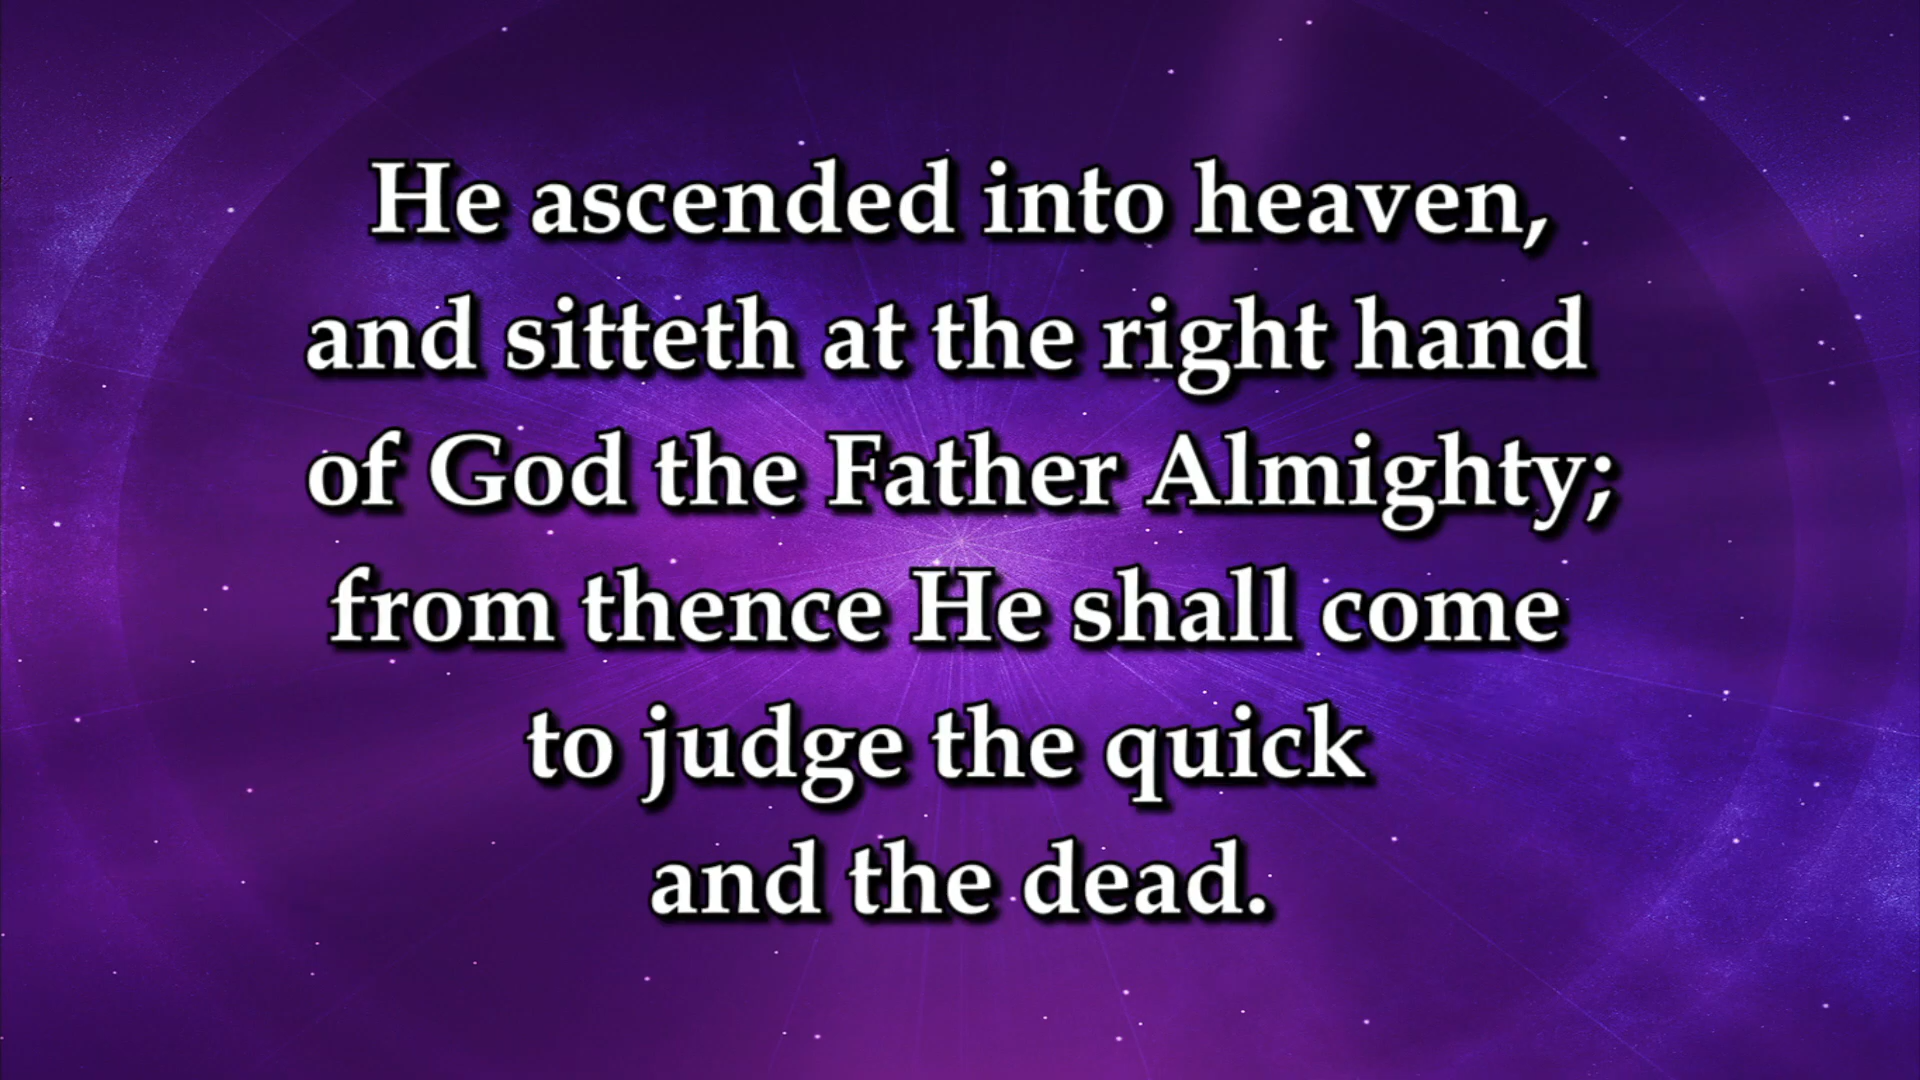 He ascended into heaven,
and sitteth at the right hand
of God the Father Almighty;
from thence He shall come
to judge the quick
and the dead.